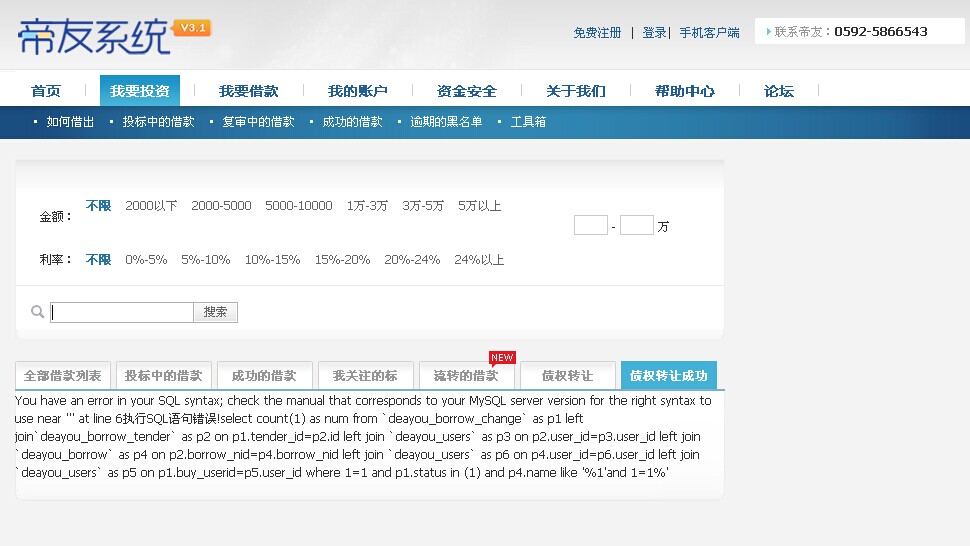 帝友系统 V3.1
免费注册 | 登录 | 手机客户端 联系帝友：0592-5866543
首页 我要投资 我要借款 我的账户 资金安全 关于我们 帮助中心 论坛
如何借出 投标中的借款 复审中的借款 成功的借款 逾期的黑名单 工具箱
金额： 不限 2000以下 2000-5000 5000-10000 1万-3万 3万-5万 5万以上
- 万
利率： 不限 0%-5% 5%-10% 10%-15% 15%-20% 20%-24% 24%以上
搜索
NEW
全部借款列表 投标中的借款 成功的借款 我关注的标 流转的借款 债权转让 债权转让成功
You have an error in your SQL syntax; check the manual that corresponds to your MySQL server version for the right syntax to
use near '''' at line 6执行SQL语句错误!select count(1) as num from `deayou_borrow_change` as p1 left
join`deayou_borrow_tender` as p2 on p1.tender_id=p2.id left join `deayou_users` as p3 on p2.user_id=p3.user_id left join
`deayou_borrow` as p4 on p2.borrow_nid=p4.borrow_nid left join `deayou_users` as p6 on p4.user_id=p6.user_id left join
`deayou_users` as p5 on p1.buy_userid=p5.user_id where 1=1 and p1.status in (1) and p4.name like '%1'and 1=1%'